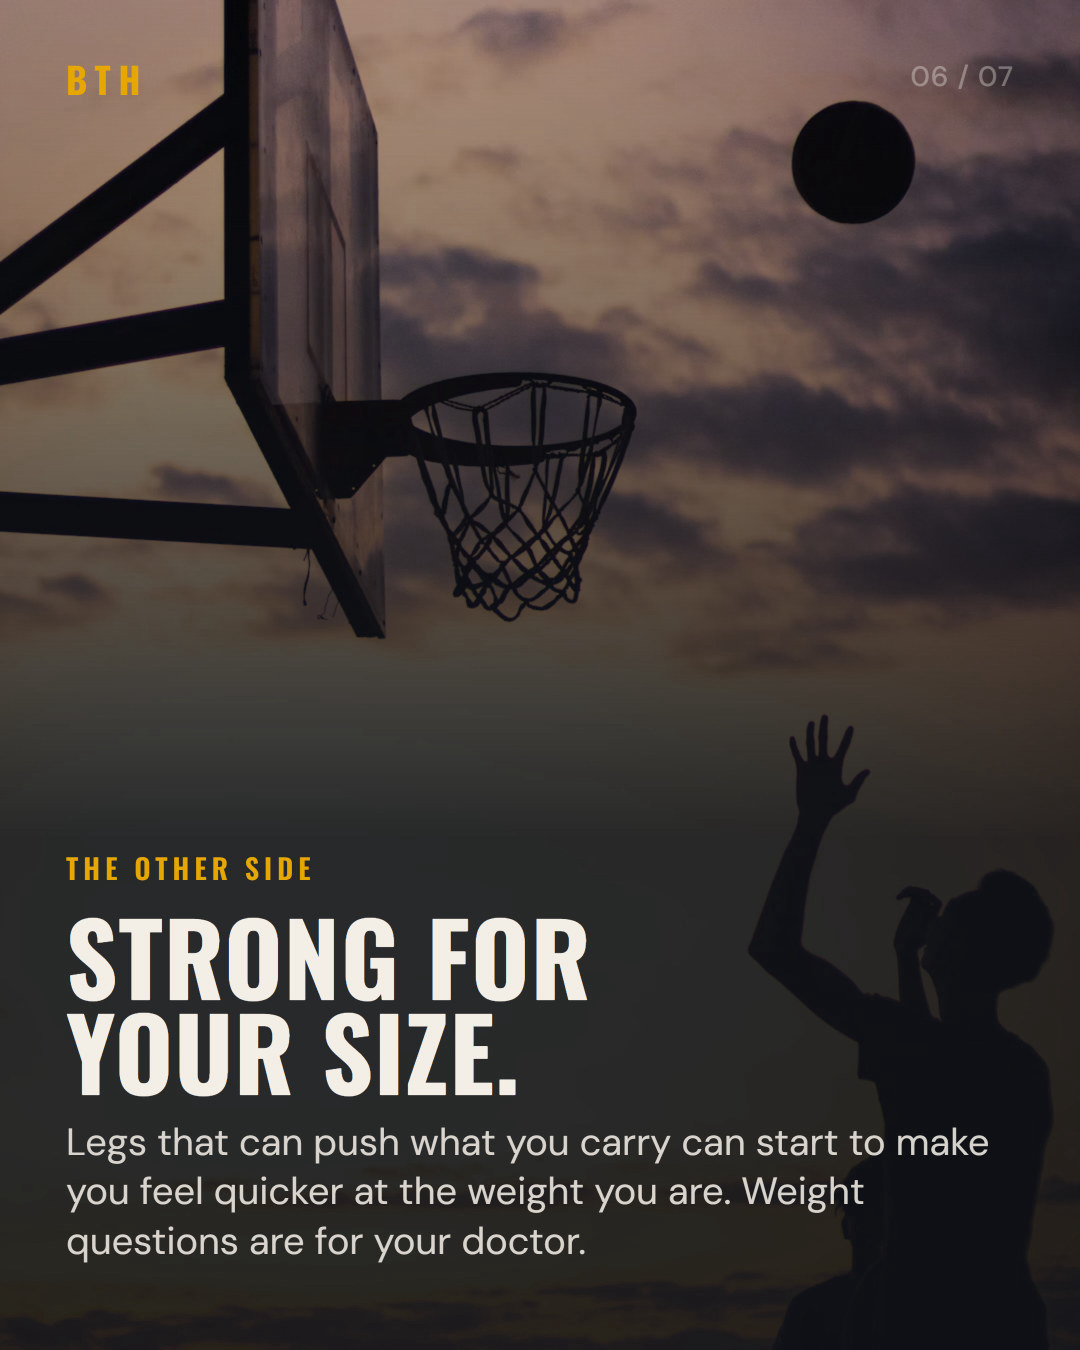 BTH
06 / 07
THE OTHER SIDE
STRONG FOR
YOUR SIZE.
Legs that can push what you carry can start to make
you feel quicker at the weight you are. Weight
questions are for your doctor.